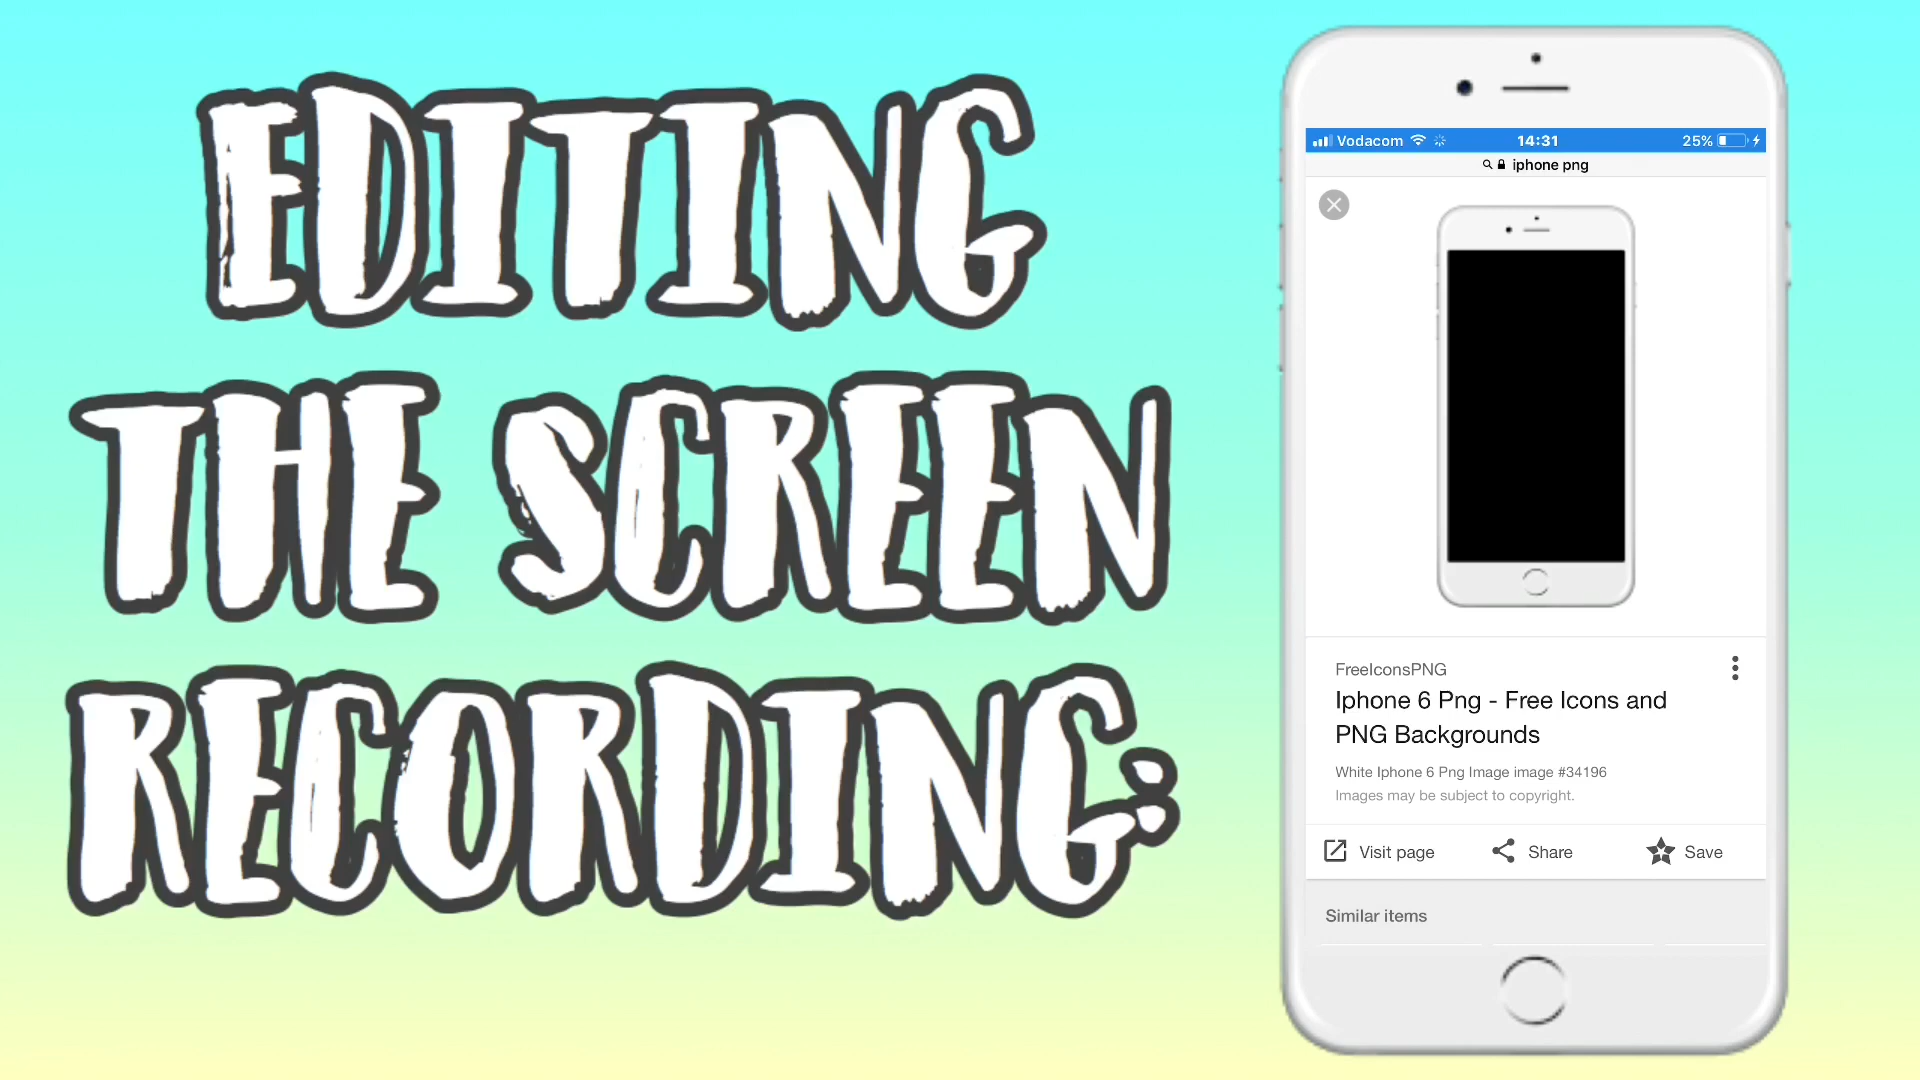 EDITING
THE SCREEN
RECORDING:
Vodacom 14:31 25%
iphone png
FreeIconsPNG
Iphone 6 Png - Free Icons and
PNG Backgrounds
White Iphone 6 Png Image image #34196
Images may be subject to copyright.
Visit page Share Save
Similar items